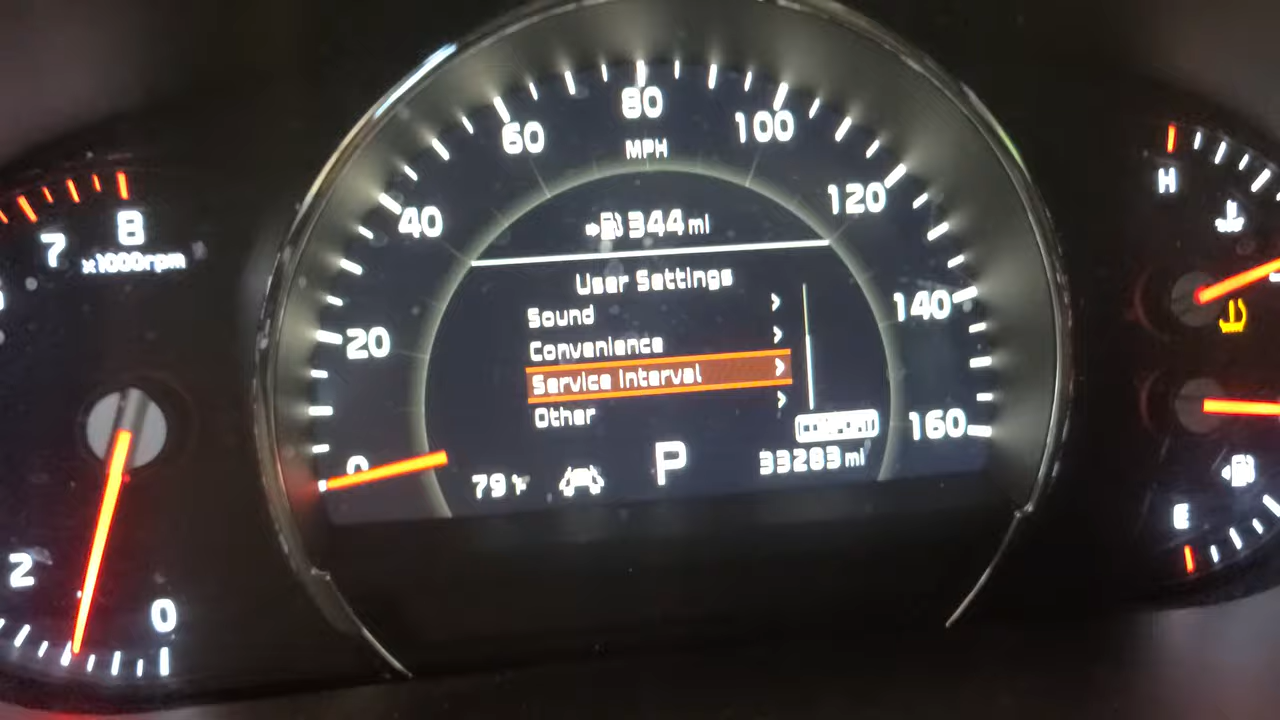 60
80
100
MPH
40
120
344 mi
7
8
x1000rpm
H
User Settings
Sound
Convenience
Service Interval
Other
20
140
COMFORT
160
0
79°F
P
33283 mi
E
2
0